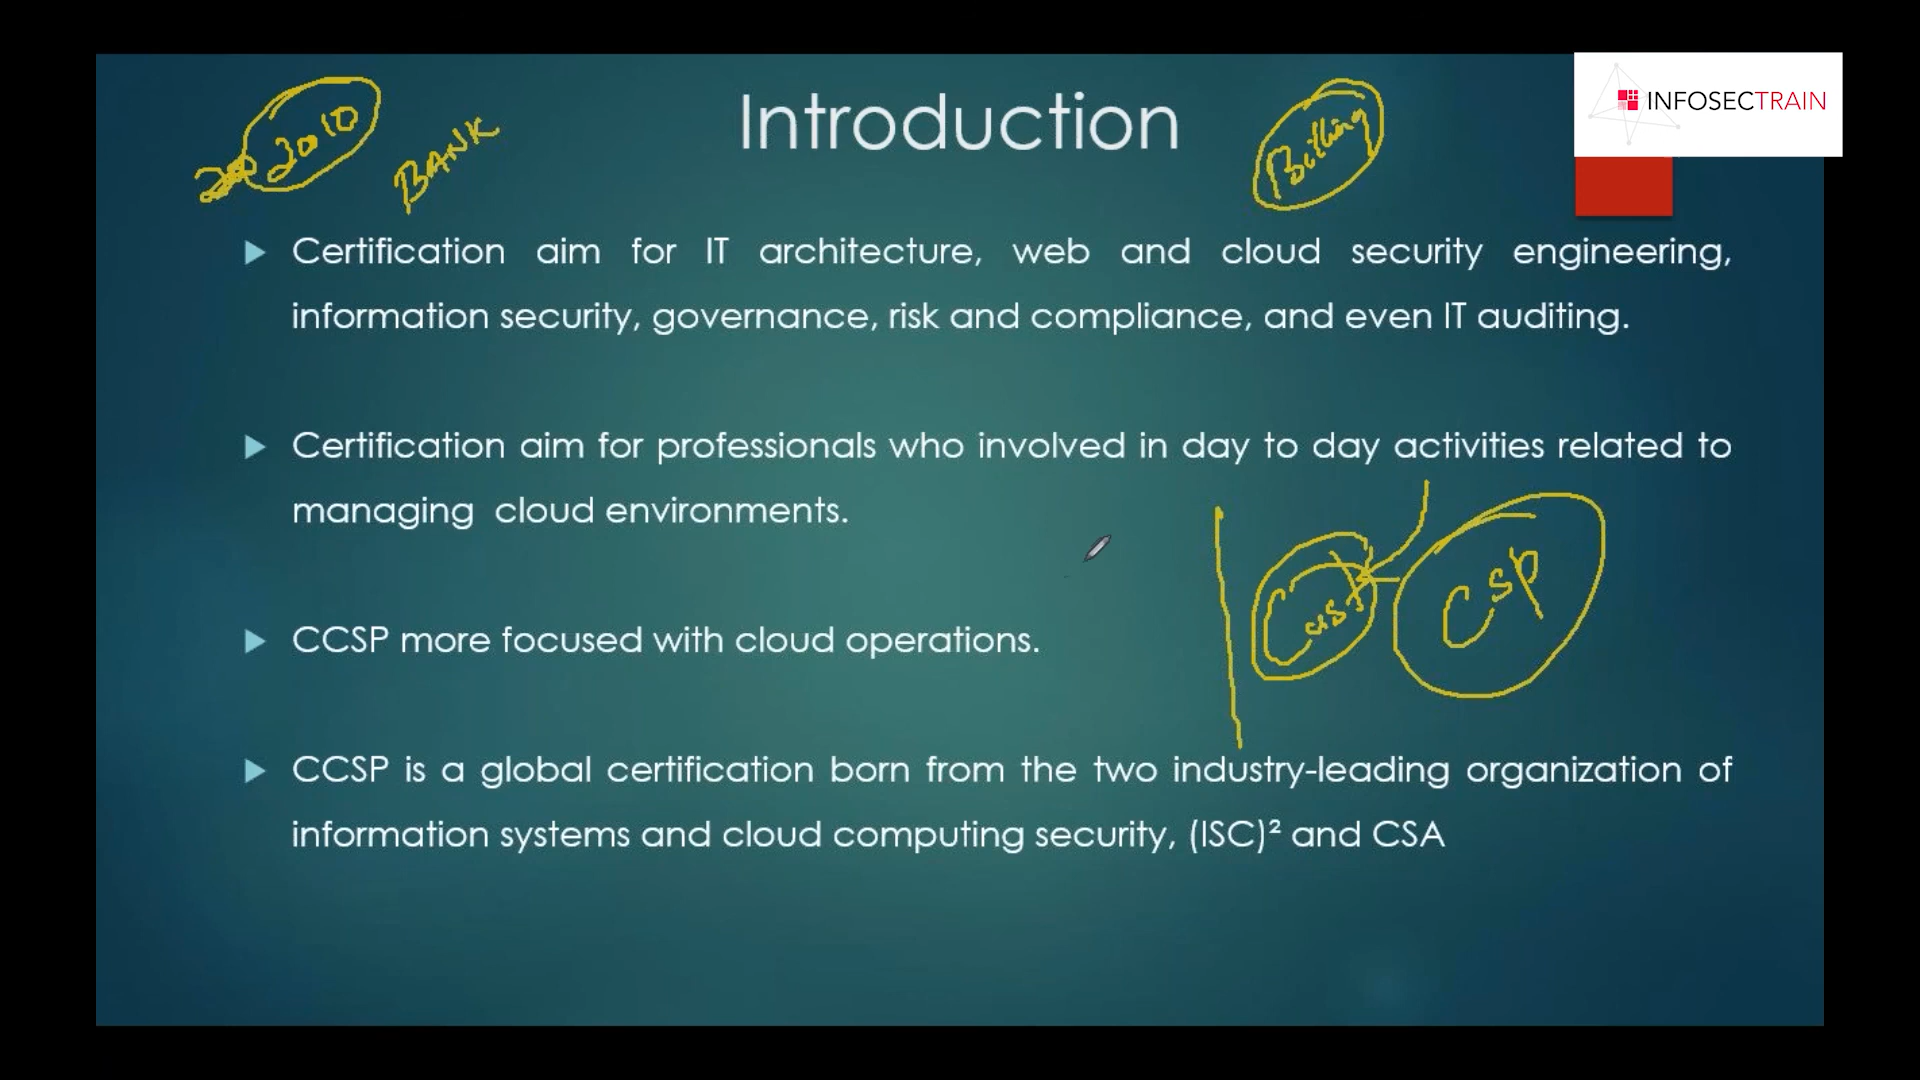 INFOSECTRAIN
2010
BANK
Introduction
Billing
Certification aim for IT architecture, web and cloud security engineering,
information security, governance, risk and compliance, and even IT auditing.
Certification aim for professionals who involved in day to day activities related to
managing cloud environments.
CSP
CCSP more focused with cloud operations.
CCSP is a global certification born from the two industry-leading organization of
information systems and cloud computing security, (ISC)² and CSA